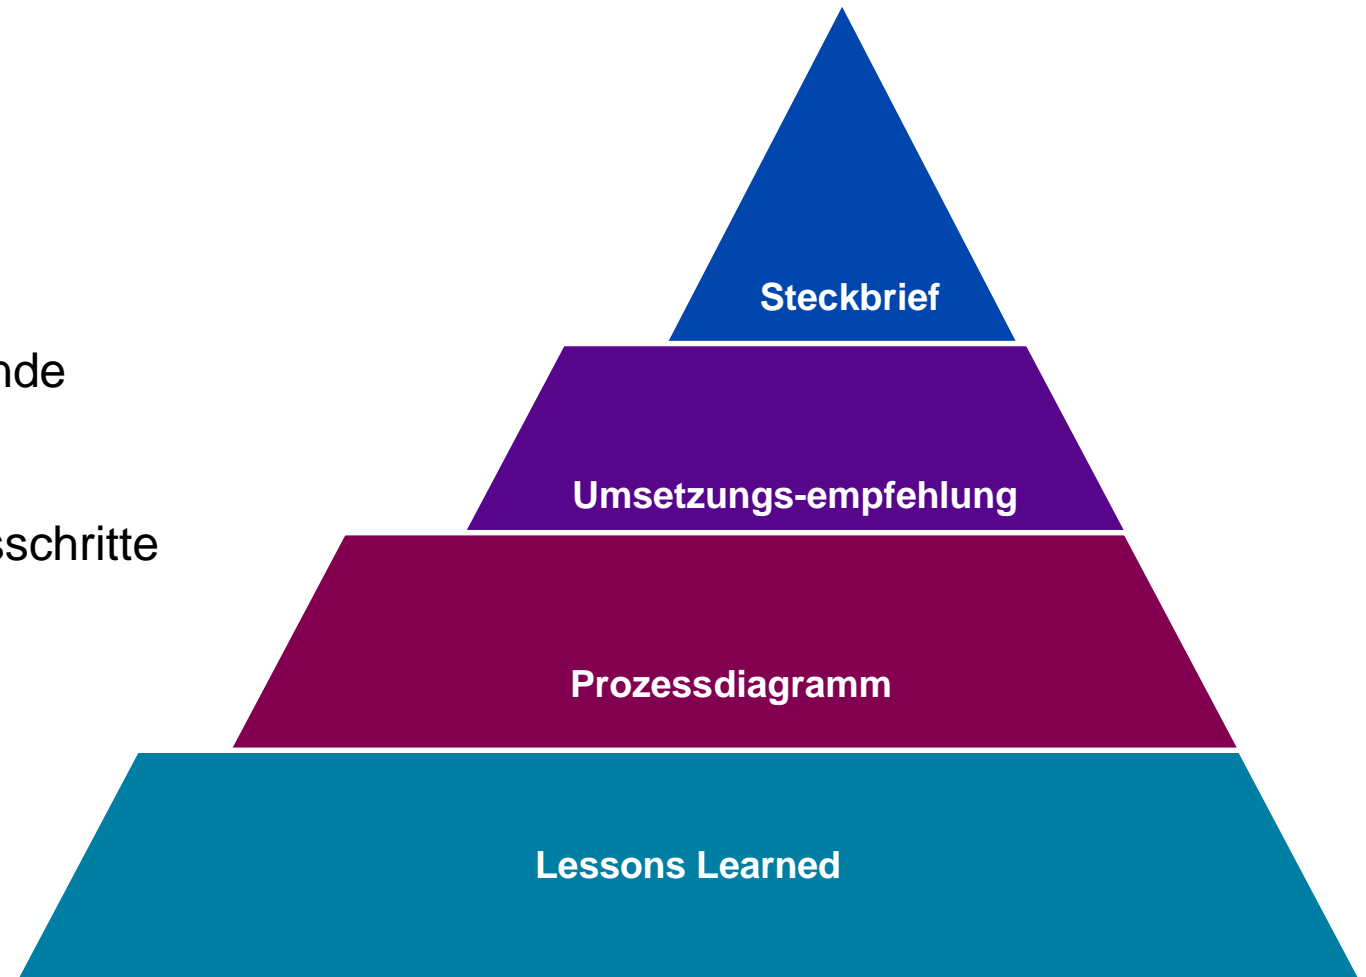 Steckbrief
nde
Umsetzungs-empfehlung
sschritte
Prozessdiagramm
Lessons Learned